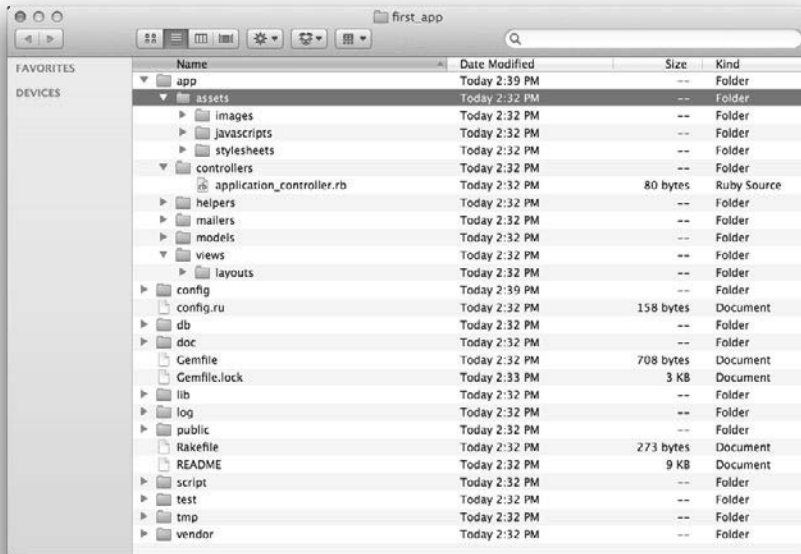 first_app
FAVORITES
DEVICES
Name Date Modified Size Kind
app Today 2:39 PM -- Folder
assets Today 2:32 PM -- Folder
images Today 2:32 PM -- Folder
javascripts Today 2:32 PM -- Folder
stylesheets Today 2:32 PM -- Folder
controllers Today 2:32 PM -- Folder
application_controller.rb Today 2:32 PM 80 bytes Ruby Source
helpers Today 2:32 PM -- Folder
mailers Today 2:32 PM -- Folder
models Today 2:32 PM -- Folder
views Today 2:32 PM -- Folder
layouts Today 2:32 PM -- Folder
config Today 2:39 PM -- Folder
config.ru Today 2:32 PM 158 bytes Document
db Today 2:32 PM -- Folder
doc Today 2:32 PM -- Folder
Gemfile Today 2:32 PM 708 bytes Document
Gemfile.lock Today 2:33 PM 3 KB Document
lib Today 2:32 PM -- Folder
log Today 2:32 PM -- Folder
public Today 2:32 PM -- Folder
Rakefile Today 2:32 PM 273 bytes Document
README Today 2:32 PM 9 KB Document
script Today 2:32 PM -- Folder
test Today 2:32 PM -- Folder
tmp Today 2:32 PM -- Folder
vendor Today 2:32 PM -- Folder